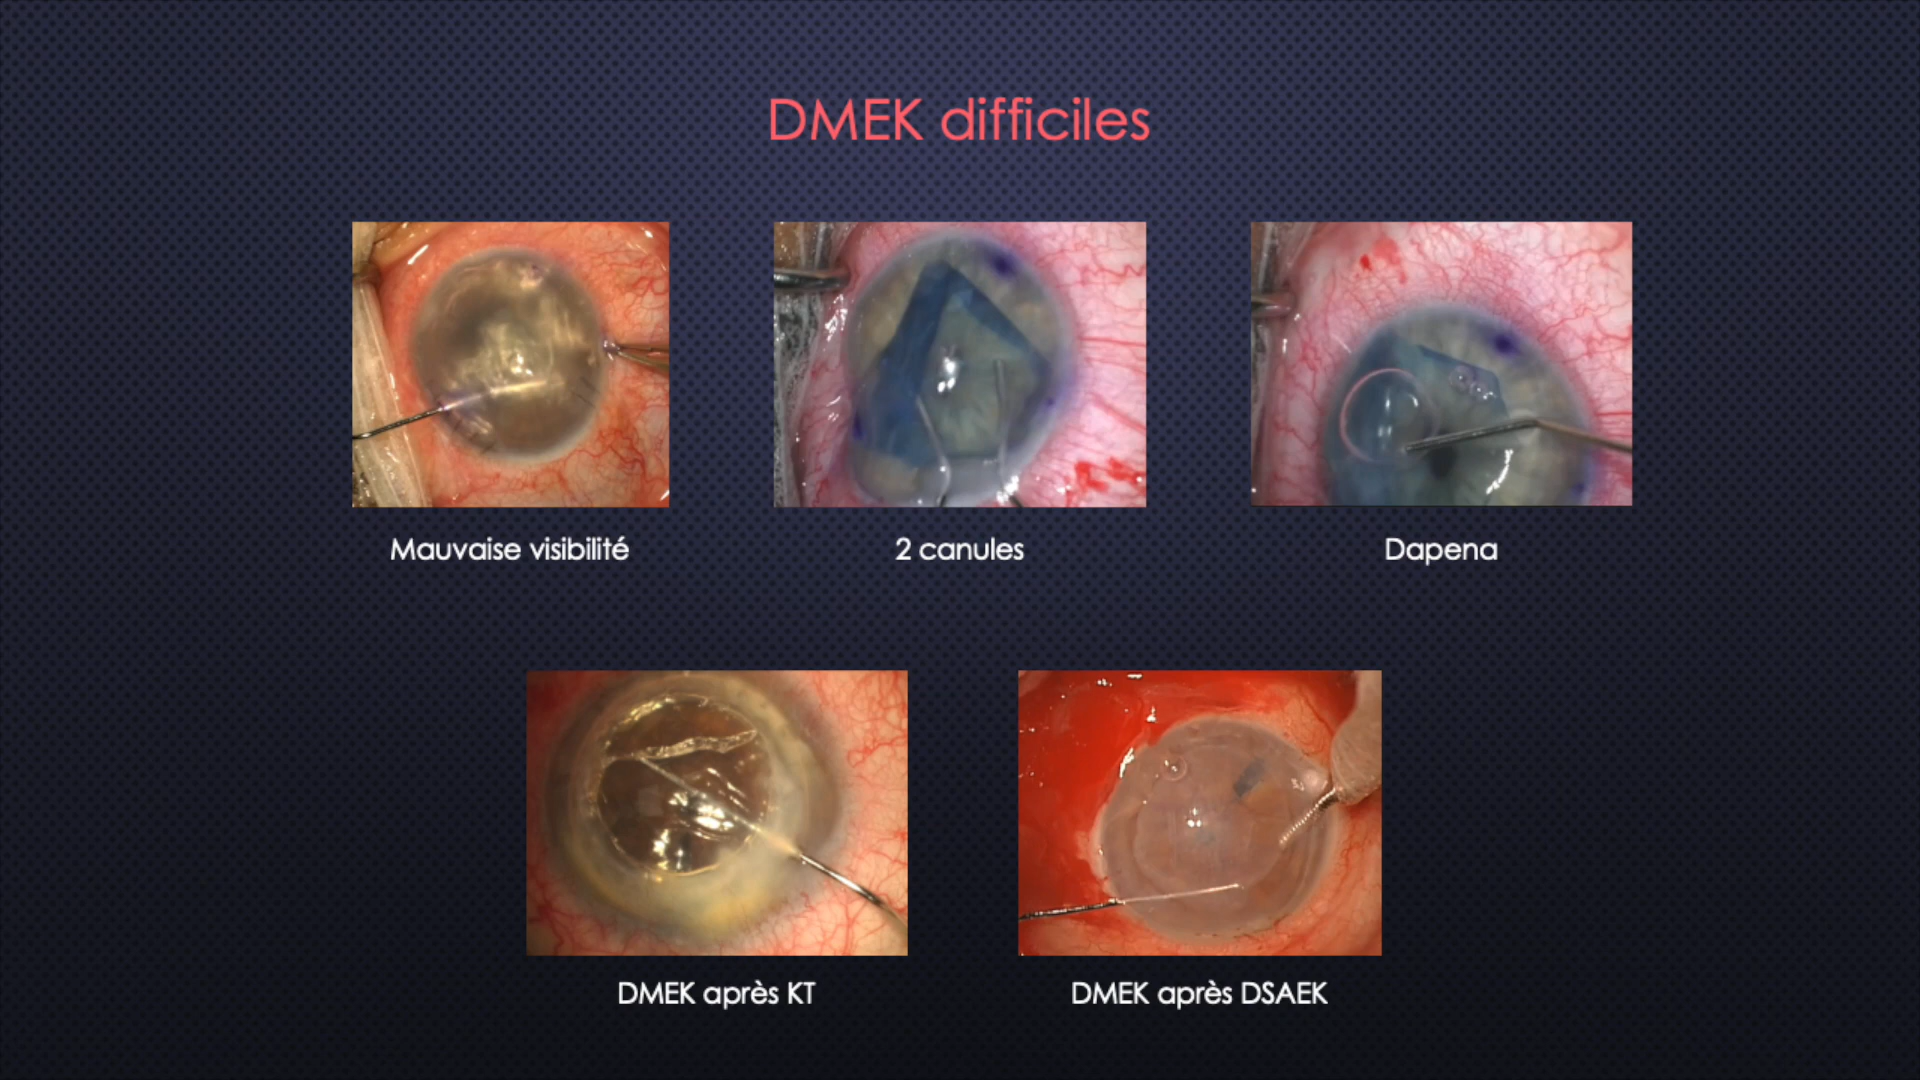 DMEK difficiles
Mauvaise visibilité
2 canules
Dapena
DMEK après KT
DMEK après DSAEK